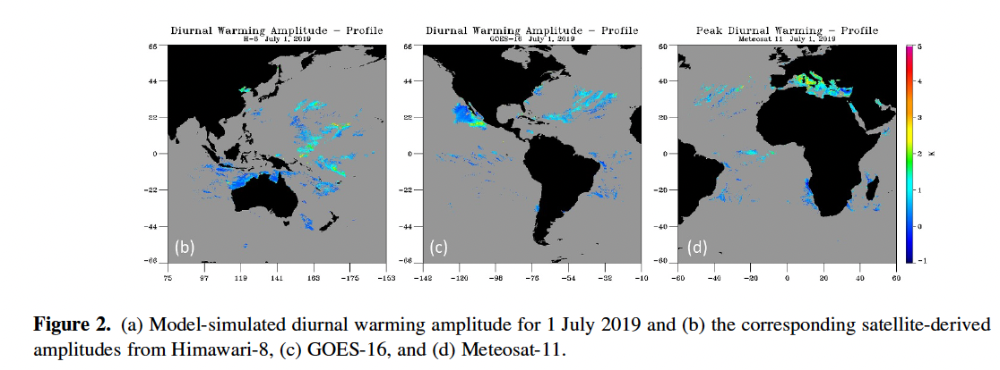 Diurnal Warming Amplitude – Profile
H-8 July 1, 2019
Diurnal Warming Amplitude – Profile
GOES-16 July 1, 2019
Peak Diurnal Warming – Profile
Meteosat 11 July 1, 2019
66
44
22
0
-22
-44
-66
75 97 119 141 163 -175 -153
(b)
66
44
22
0
-22
-44
-66
-142 -120 -98 -76 -54 -32 -10
(c)
60
40
20
0
-20
-40
-60
-60 -40 -20 0 20 40 60
(d)
5
4
3
2
1
0
-1
K
Figure 2. (a) Model-simulated diurnal warming amplitude for 1 July 2019 and (b) the corresponding satellite-derived
amplitudes from Himawari-8, (c) GOES-16, and (d) Meteosat-11.